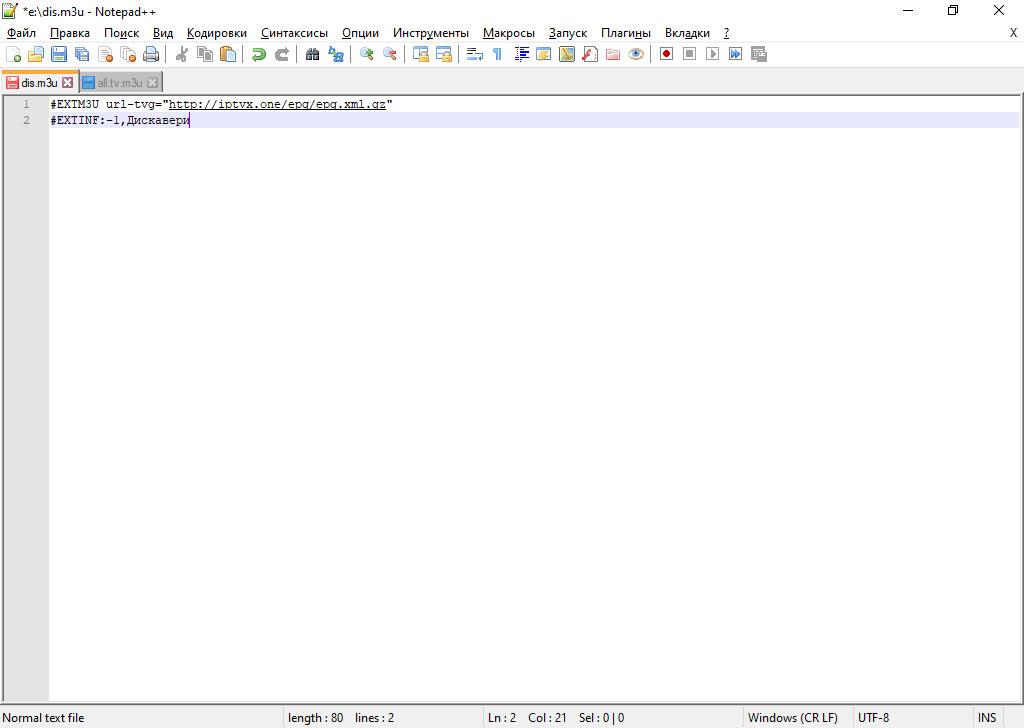 *e:\dis.m3u - Notepad++
Файл Правка Поиск Вид Кодировки Синтаксисы Опции Инструменты Макросы Запуск Плагины Вкладки ? X
dis.m3u all.tv.m3u
1 #EXTM3U url-tvg="http://iptvx.one/epg/epg.xml.gz"
2 #EXTINF:-1,Дискавери
Normal text file length : 80 lines : 2 Ln : 2 Col : 21 Sel : 0 | 0 Windows (CR LF) UTF-8 INS